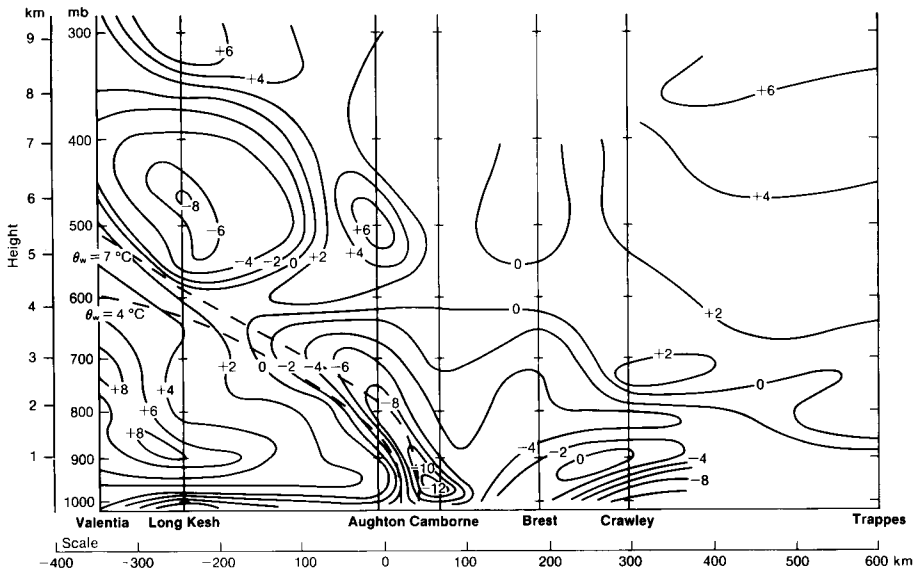 km mb
9 300 +6
+4
8 +6
7 400
6 −8 +4
−6 +6
Height 500
5 −4 −2 0 +2 +4 0
θw = 7 °C
600
4 θw = 4 °C 0 +2
3 700 +2 0 −2 −4 −6 +2
+8 +4 −8 0
2 800 +6
+8 −4 −2
1 900 −10 0 −4
−12 −8
1000
Valentia Long Kesh Aughton Camborne Brest Crawley Trappes
Scale
−400 −300 −200 −100 0 100 200 300 400 500 600 km